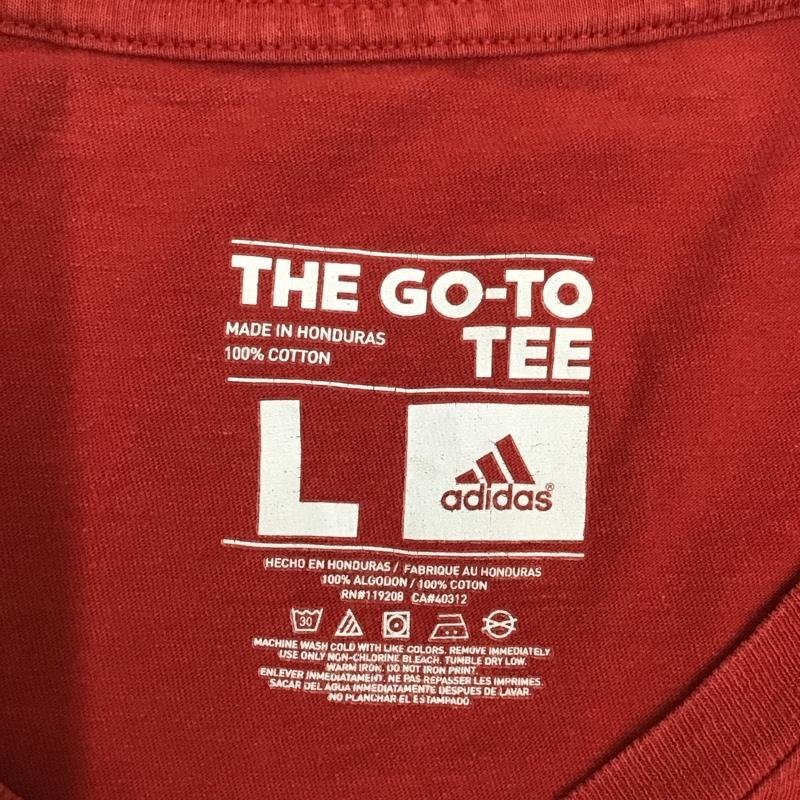 THE GO-TO
TEE
MADE IN HONDURAS
100% COTTON
L
adidas®
HECHO EN HONDURAS / FABRIQUE AU HONDURAS
100% ALGODON / 100% COTON
RN#119208 CA#40312
30
MACHINE WASH COLD WITH LIKE COLORS. REMOVE IMMEDIATELY
USE ONLY NON-CHLORINE BLEACH. TUMBLE DRY LOW.
WARM IRON. DO NOT IRON PRINT.
ENLEVER IMMEDIATAMENT. NE PAS REPASSER LES IMPRIMES.
SACAR DEL AGUA INMEDIATAMENTE DESPUES DE LAVAR.
NO PLANCHAR EL ESTAMPADO